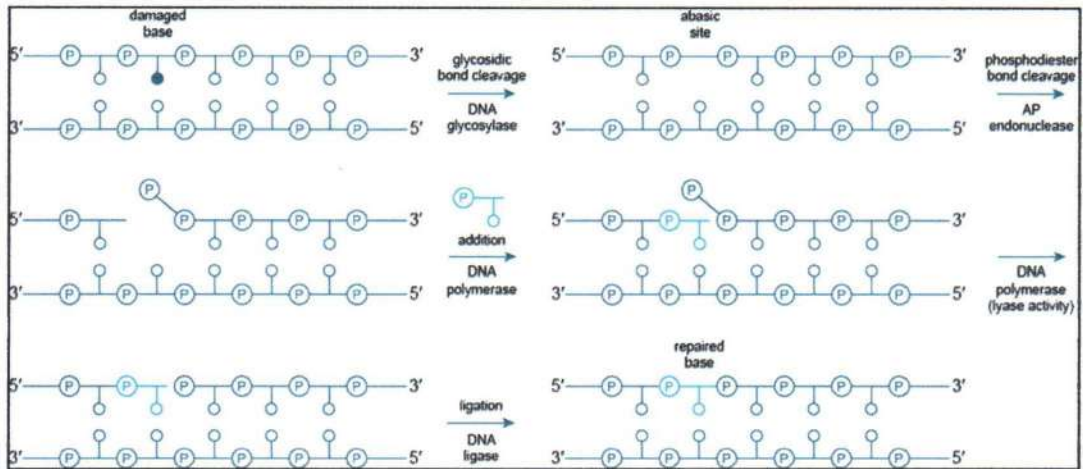 damaged
base
5′ P P P P P P 3′
3′ P P P P P P 5′
glycosidic
bond cleavage
DNA
glycosylase
abasic
site
5′ P P P P P P 3′
3′ P P P P P P 5′
phosphodiester
bond cleavage
AP
endonuclease
P
5′ P P P P P 3′
3′ P P P P P P 5′
P
addition
DNA
polymerase
P
5′ P P P P P P 3′
3′ P P P P P P 5′
DNA
polymerase
(lyase activity)
5′ P P P P P P 3′
3′ P P P P P P 5′
ligation
DNA
ligase
repaired
base
5′ P P P P P P 3′
3′ P P P P P P 5′